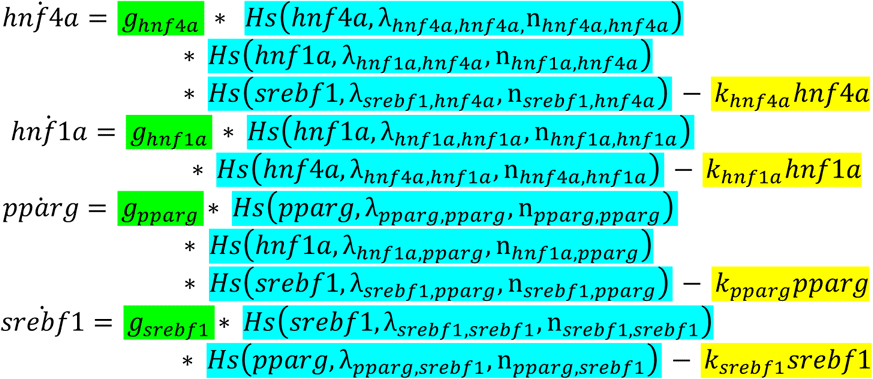 hnḟ4a = g_hnf4a * Hs(hnf4a, λ_hnf4a,hnf4a, n_hnf4a,hnf4a)
* Hs(hnf1a, λ_hnf1a,hnf4a, n_hnf1a,hnf4a)
* Hs(srebf1, λ_srebf1,hnf4a, n_srebf1,hnf4a) − k_hnf4a hnf4a
hnḟ1a = g_hnf1a * Hs(hnf1a, λ_hnf1a,hnf1a, n_hnf1a,hnf1a)
* Hs(hnf4a, λ_hnf4a,hnf1a, n_hnf4a,hnf1a) − k_hnf1a hnf1a
ppȧrg = g_pparg * Hs(pparg, λ_pparg,pparg, n_pparg,pparg)
* Hs(hnf1a, λ_hnf1a,pparg, n_hnf1a,pparg)
* Hs(srebf1, λ_srebf1,pparg, n_srebf1,pparg) − k_pparg pparg
sreḃf1 = g_srebf1 * Hs(srebf1, λ_srebf1,srebf1, n_srebf1,srebf1)
* Hs(pparg, λ_pparg,srebf1, n_pparg,srebf1) − k_srebf1 srebf1